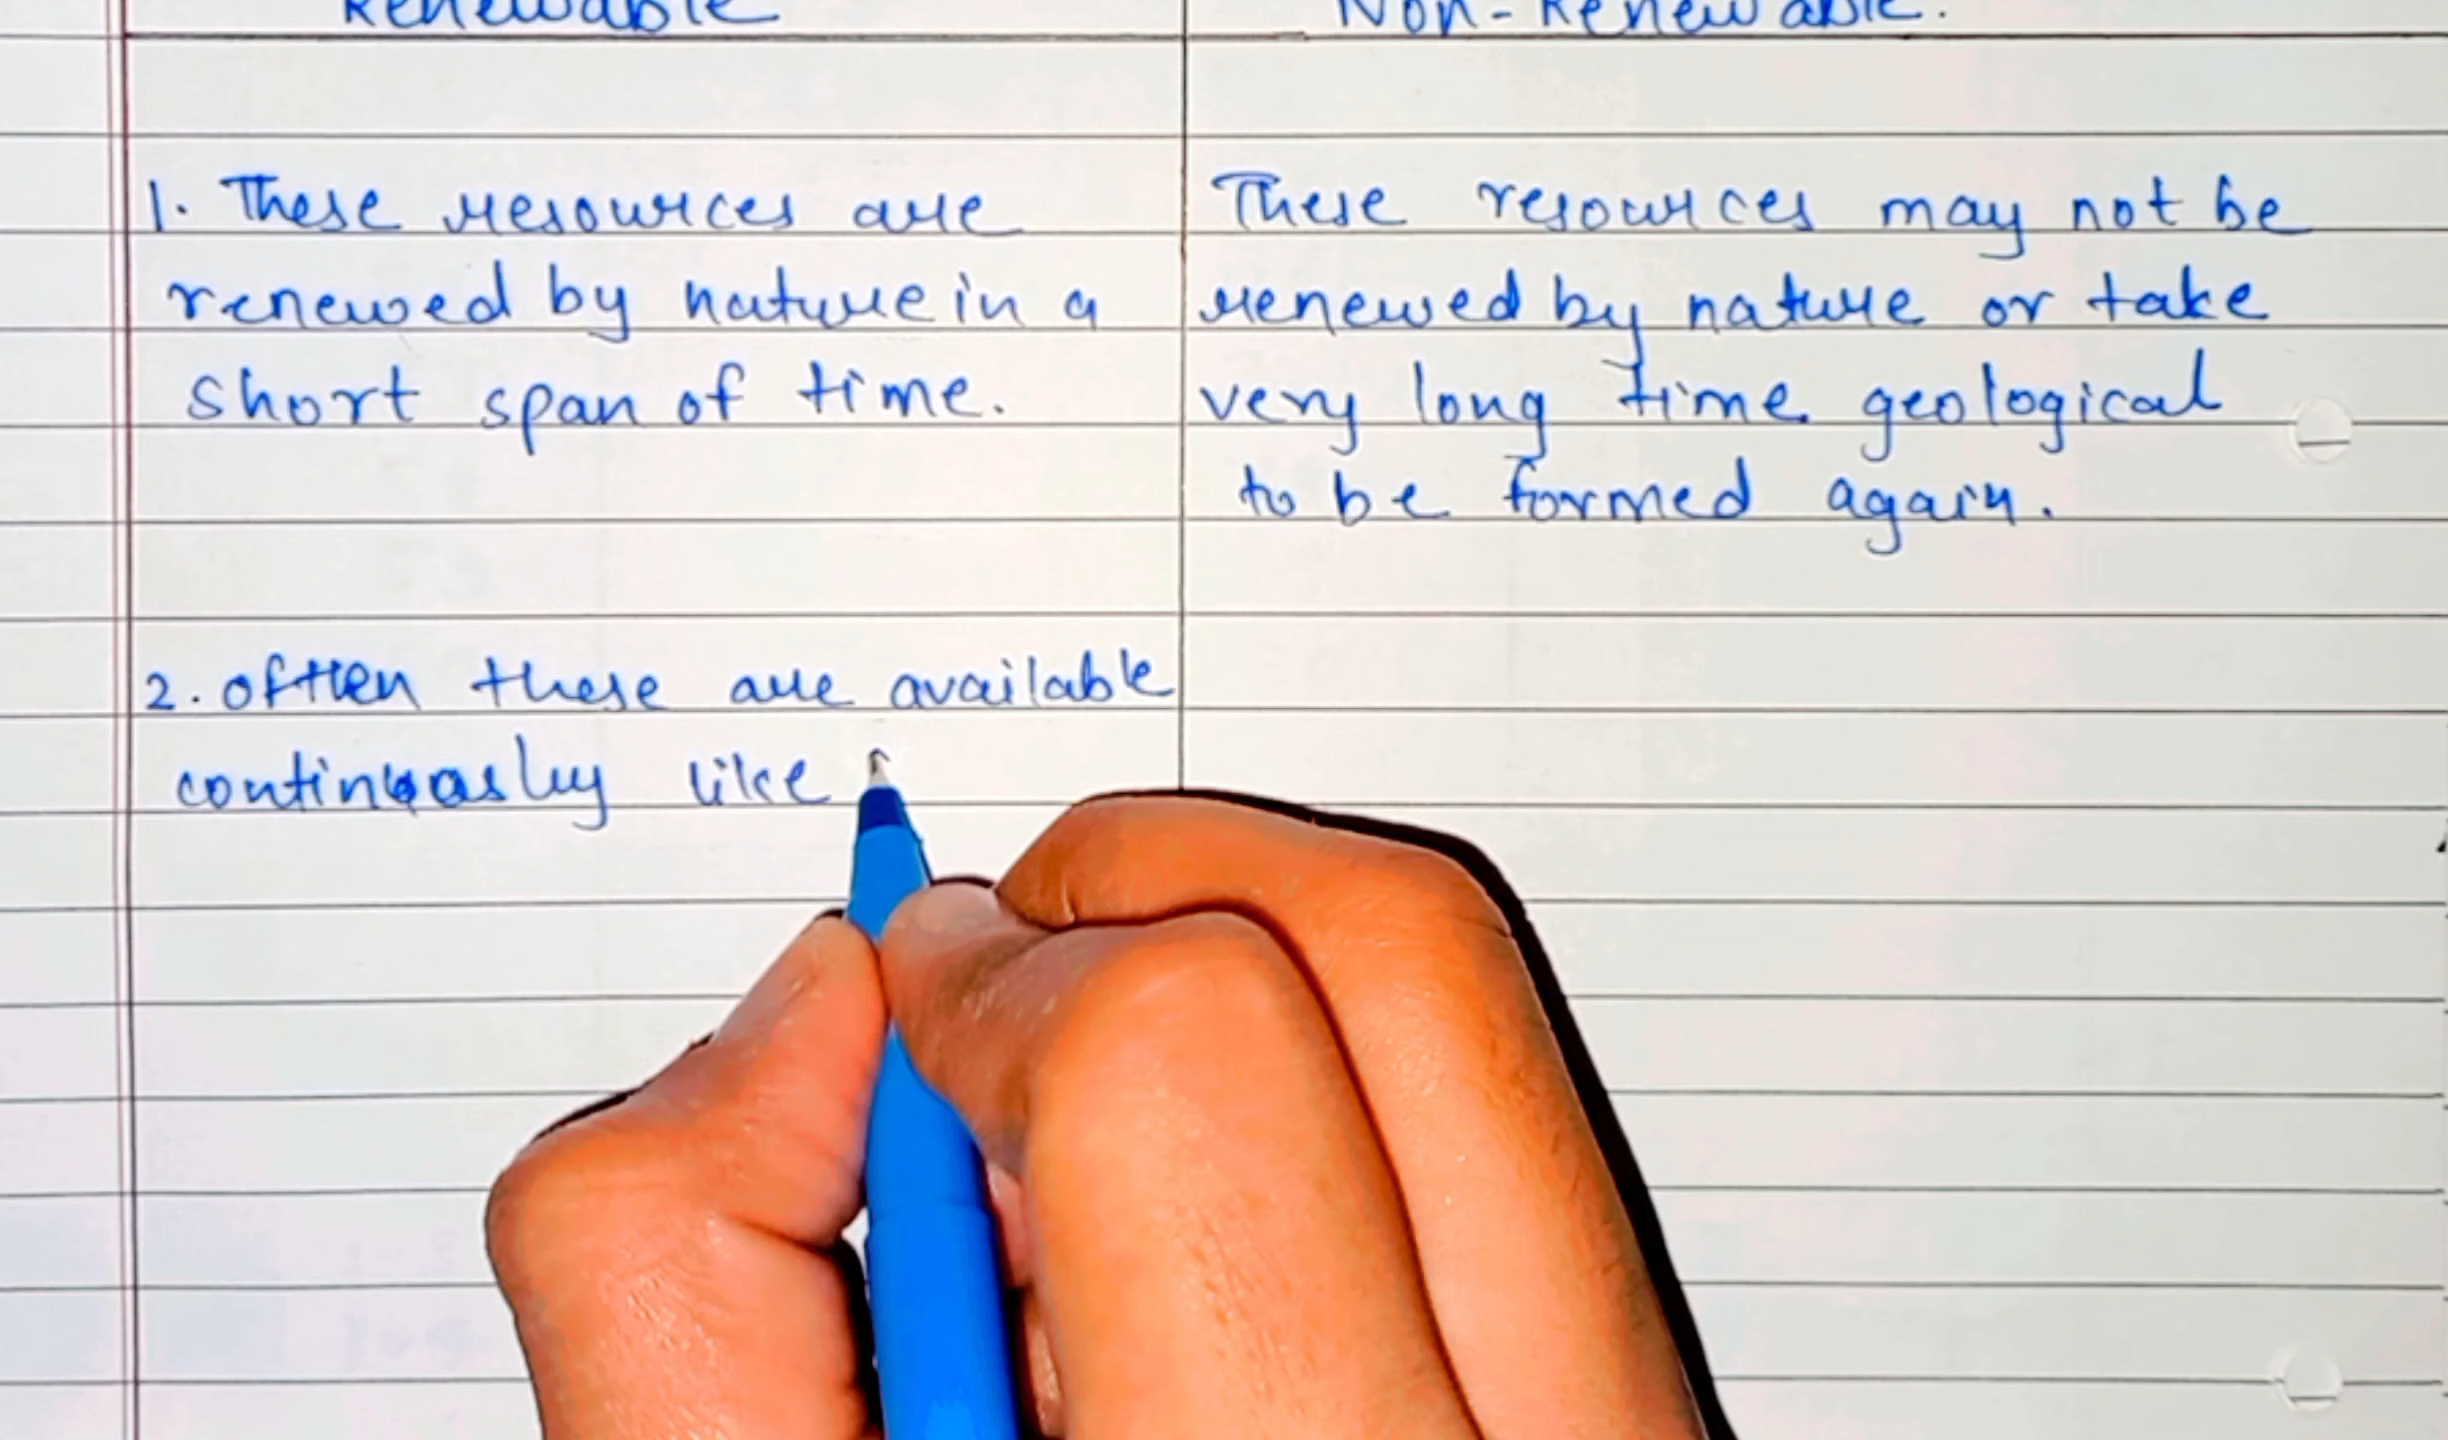 Renewable
Non-Renewable.
1. These resources are
renewed by nature in a
short span of time.
These resources may not be
renewed by nature or take
very long time geological
to be formed again.
2. often these are available
continuosly like